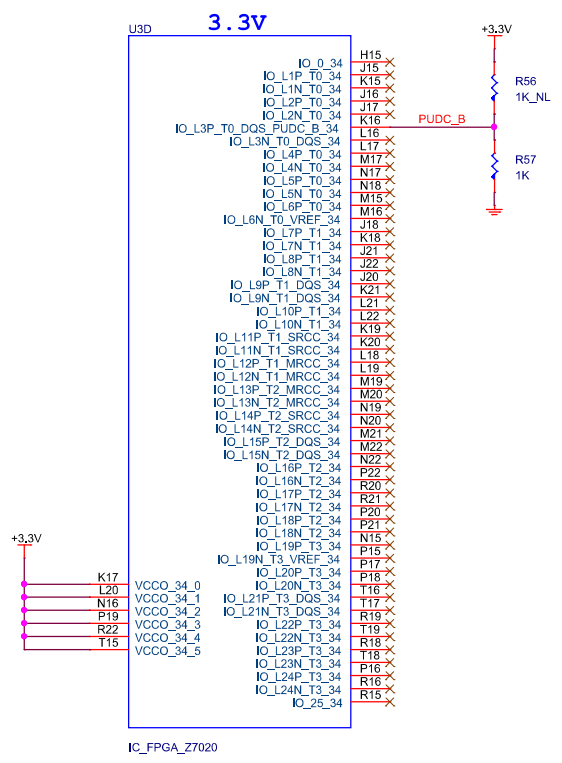 3.3V
U3D
IO_0_34 H15
IO_L1P_T0_34 J15
IO_L1N_T0_34 K15
IO_L2P_T0_34 J16
IO_L2N_T0_34 J17
IO_L3P_T0_DQS_PUDC_B_34 K16
IO_L3N_T0_DQS_34 L16
IO_L4P_T0_34 L17
IO_L4N_T0_34 M17
IO_L5P_T0_34 N17
IO_L5N_T0_34 N18
IO_L6P_T0_34 M15
IO_L6N_T0_VREF_34 M16
IO_L7P_T1_34 J18
IO_L7N_T1_34 K18
IO_L8P_T1_34 J21
IO_L8N_T1_34 J22
IO_L9P_T1_DQS_34 J20
IO_L9N_T1_DQS_34 K21
IO_L10P_T1_34 L21
IO_L10N_T1_34 L22
IO_L11P_T1_SRCC_34 K19
IO_L11N_T1_SRCC_34 K20
IO_L12P_T1_MRCC_34 L18
IO_L12N_T1_MRCC_34 L19
IO_L13P_T2_MRCC_34 M19
IO_L13N_T2_MRCC_34 M20
IO_L14P_T2_SRCC_34 N19
IO_L14N_T2_SRCC_34 N20
IO_L15P_T2_DQS_34 M21
IO_L15N_T2_DQS_34 M22
IO_L16P_T2_34 N22
IO_L16N_T2_34 P22
IO_L17P_T2_34 R20
IO_L17N_T2_34 R21
IO_L18P_T2_34 P20
IO_L18N_T2_34 P21
IO_L19P_T3_34 N15
IO_L19N_T3_VREF_34 P15
IO_L20P_T3_34 P17
IO_L20N_T3_34 P18
IO_L21P_T3_DQS_34 T16
IO_L21N_T3_DQS_34 T17
IO_L22P_T3_34 R19
IO_L22N_T3_34 T19
IO_L23P_T3_34 R18
IO_L23N_T3_34 T18
IO_L24P_T3_34 P16
IO_L24N_T3_34 R16
IO_25_34 R15
PUDC_B
+3.3V
R56
1K_NL
R57
1K
+3.3V
K17 VCCO_34_0
L20 VCCO_34_1
N16 VCCO_34_2
P19 VCCO_34_3
R22 VCCO_34_4
T15 VCCO_34_5
IC_FPGA_Z7020